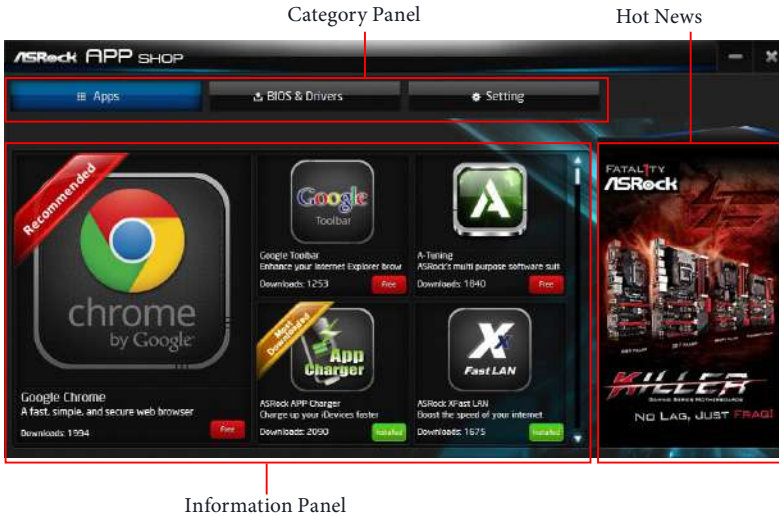 Category Panel
Hot News
ASRock APP SHOP
Apps
BIOS & Drivers
Setting
Recommended
chrome
by Google
Google Chrome
A fast, simple, and secure web browser
Downloads: 1994
Free
Google
Toolbar
Google Toolbar
Enhance your Internet Explorer brow
Downloads: 1253
Free
A-Tuning
ASRock's multi purpose software suit
Downloads: 1840
Free
Most
Downloaded
App
Charger
ASRock APP Charger
Charge up your iDevices faster
Downloads: 2090
Installed
Fast LAN
ASRock XFast LAN
Boost the speed of your internet
Downloads: 1675
Installed
FATAL1TY
ASRock
KILLER
GAMING SERIES MOTHERBOARDS
NO LAG, JUST FRAG!
Information Panel